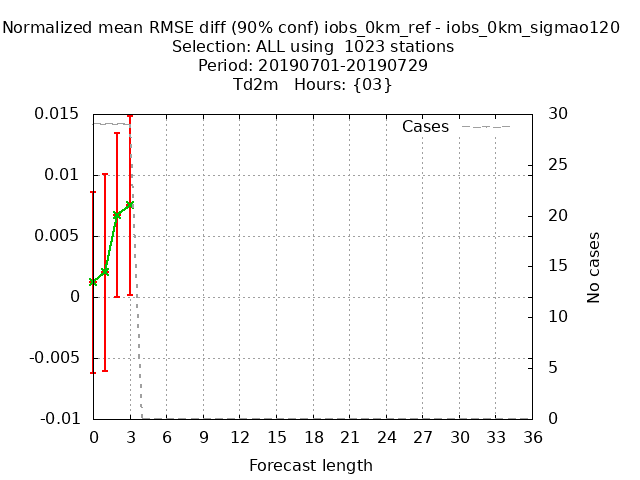 Normalized mean RMSE diff (90% conf) iobs_0km_ref - iobs_0km_sigmao120
Selection: ALL using  1023 stations
Period: 20190701-20190729
Td2m   Hours: {03}
Cases
0.015
0.01
0.005
0
-0.005
-0.01
30
25
20
15
10
5
0
No cases
0 3 6 9 12 15 18 21 24 27 30 33 36
Forecast length